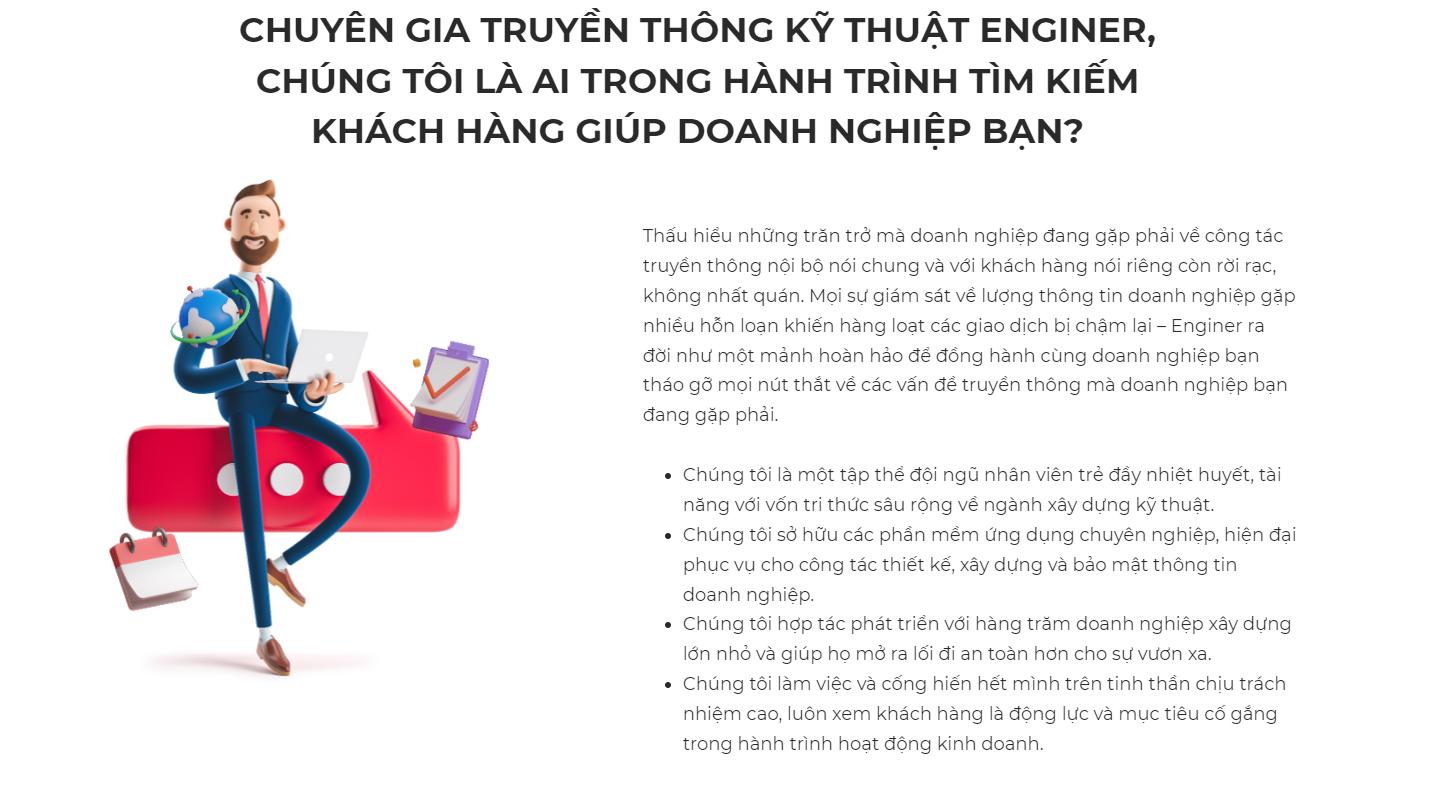 CHUYÊN GIA TRUYỀN THÔNG KỸ THUẬT ENGINER,
CHÚNG TÔI LÀ AI TRONG HÀNH TRÌNH TÌM KIẾM
KHÁCH HÀNG GIÚP DOANH NGHIỆP BẠN?
Thấu hiểu những trăn trở mà doanh nghiệp đang gặp phải về công tác
truyền thông nội bộ nói chung và với khách hàng nói riêng còn rời rạc,
không nhất quán. Mọi sự giám sát về lượng thông tin doanh nghiệp gặp
nhiều hỗn loạn khiến hàng loạt các giao dịch bị chậm lại – Enginer ra
đời như một mảnh hoàn hảo để đồng hành cùng doanh nghiệp bạn
tháo gỡ mọi nút thắt về các vấn đề truyền thông mà doanh nghiệp bạn
đang gặp phải.
• Chúng tôi là một tập thể đội ngũ nhân viên trẻ đầy nhiệt huyết, tài
năng với vốn tri thức sâu rộng về ngành xây dựng kỹ thuật.
• Chúng tôi sở hữu các phần mềm ứng dụng chuyên nghiệp, hiện đại
phục vụ cho công tác thiết kế, xây dựng và bảo mật thông tin
doanh nghiệp.
• Chúng tôi hợp tác phát triển với hàng trăm doanh nghiệp xây dựng
lớn nhỏ và giúp họ mở ra lối đi an toàn hơn cho sự vươn xa.
• Chúng tôi làm việc và cống hiến hết mình trên tinh thần chịu trách
nhiệm cao, luôn xem khách hàng là động lực và mục tiêu cố gắng
trong hành trình hoạt động kinh doanh.